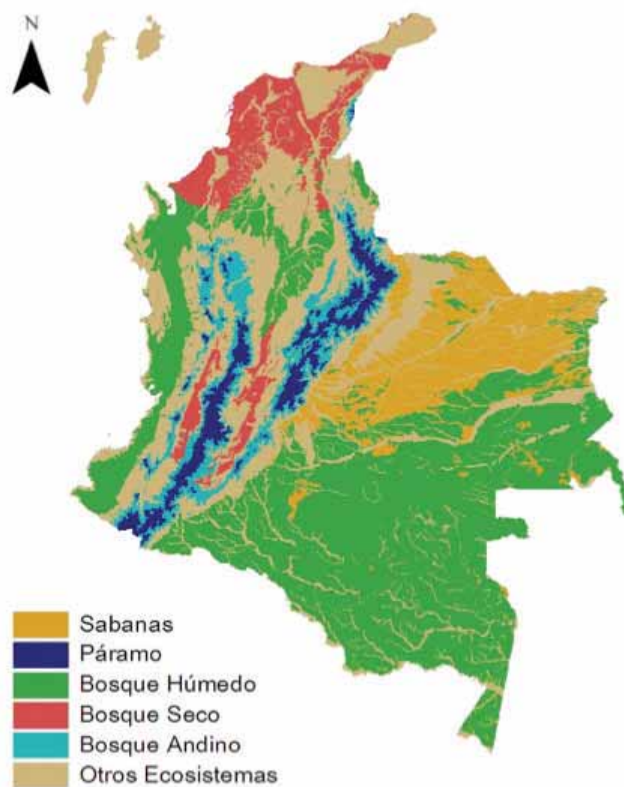 N
Sabanas
Páramo
Bosque Húmedo
Bosque Seco
Bosque Andino
Otros Ecosistemas